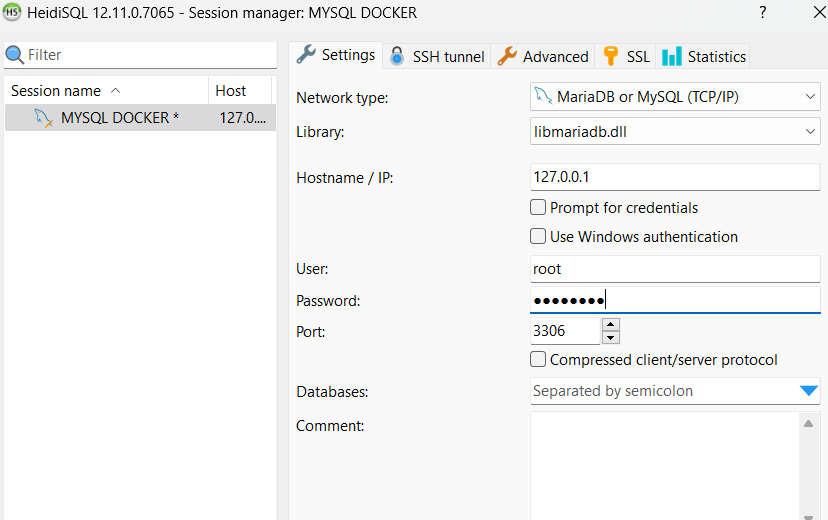 HS HeidiSQL 12.11.0.7065 - Session manager: MYSQL DOCKER ?
Filter
Session name Host
MYSQL DOCKER * 127.0....
Settings SSH tunnel Advanced SSL Statistics
Network type: MariaDB or MySQL (TCP/IP)
Library: libmariadb.dll
Hostname / IP: 127.0.0.1
Prompt for credentials
Use Windows authentication
User: root
Password: ●●●●●●●●
Port: 3306
Compressed client/server protocol
Databases: Separated by semicolon
Comment: